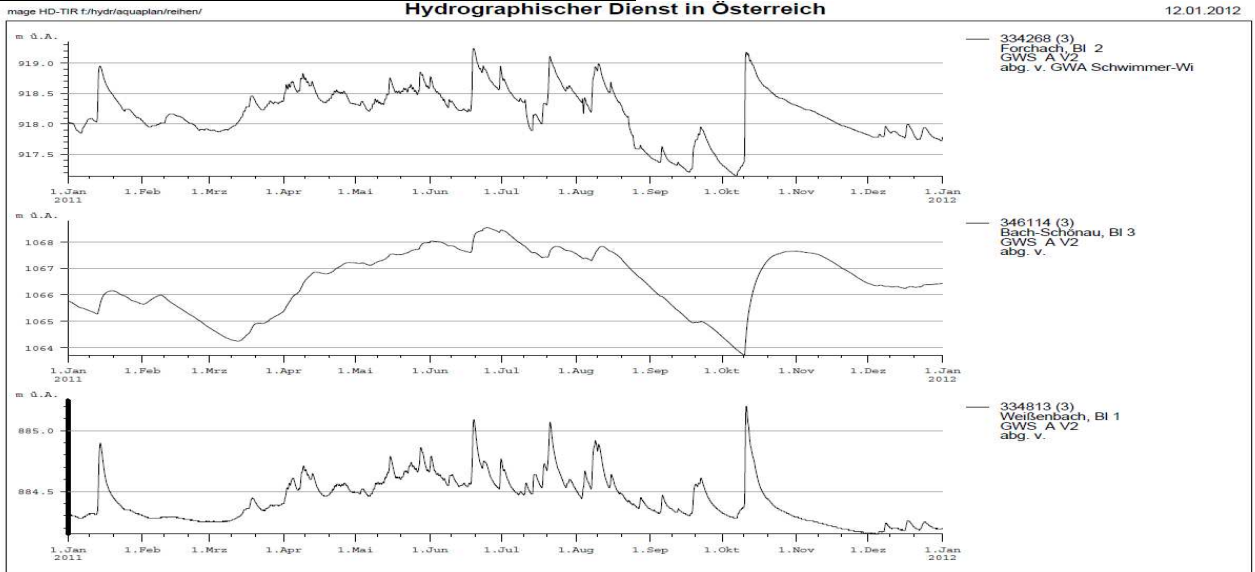 mage HD-TIR f:/hydr/aquaplan/reihen/
Hydrographischer Dienst in Österreich
12.01.2012
m ü.A.
919.0
918.5
918.0
917.5
1.Jan 1.Feb 1.Mrz 1.Apr 1.Mai 1.Jun 1.Jul 1.Aug 1.Sep 1.Okt 1.Nov 1.Dez 1.Jan
2011 2012
334268 (3)
Forchach, Bl 2
GWS A V2
abg. v. GWA Schwimmer-Wi
m ü.A.
1068
1067
1066
1065
1064
1.Jan 1.Feb 1.Mrz 1.Apr 1.Mai 1.Jun 1.Jul 1.Aug 1.Sep 1.Okt 1.Nov 1.Dez 1.Jan
2011 2012
346114 (3)
Bach-Schönau, Bl 3
GWS A V2
abg. v.
m ü.A.
885.0
884.5
1.Jan 1.Feb 1.Mrz 1.Apr 1.Mai 1.Jun 1.Jul 1.Aug 1.Sep 1.Okt 1.Nov 1.Dez 1.Jan
2011 2012
334813 (3)
Weißenbach, Bl 1
GWS A V2
abg. v.